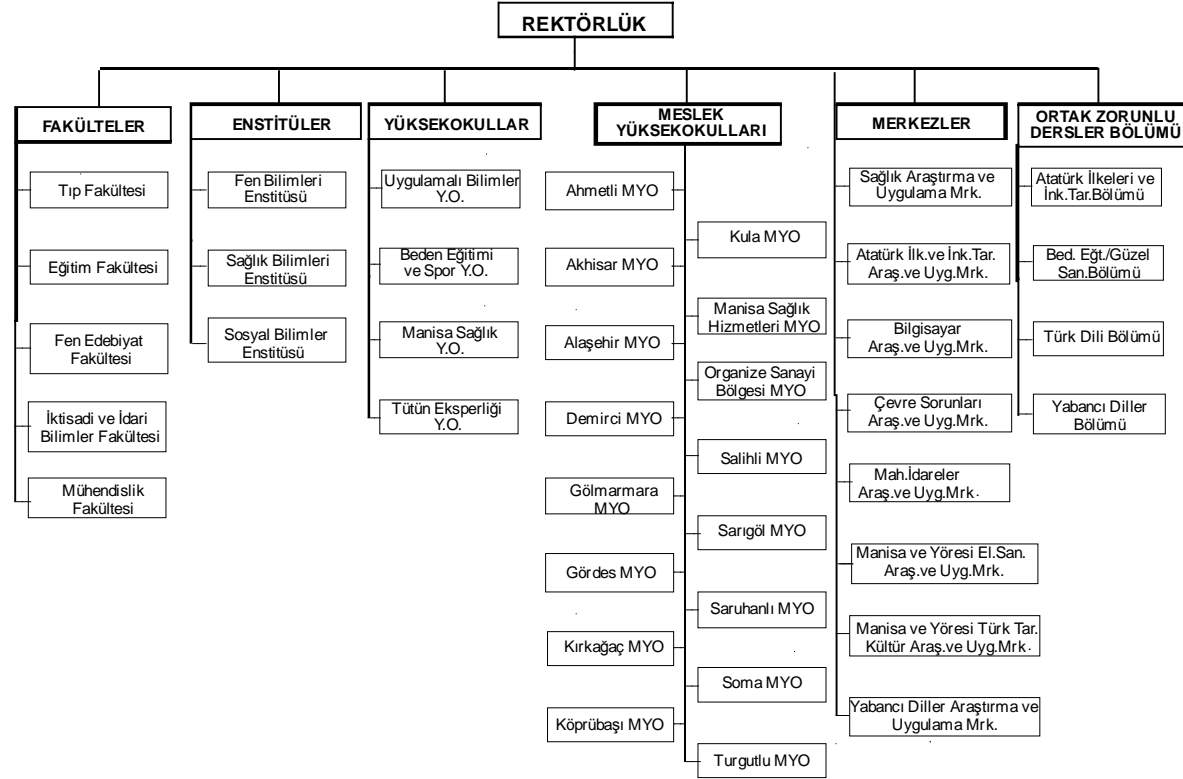 REKTÖRLÜK
FAKÜLTELER
Tıp Fakültesi
Eğitim Fakültesi
Fen Edebiyat
Fakültesi
İktisadi ve İdari
Bilimler Fakültesi
Mühendislik
Fakültesi
ENSTİTÜLER
Fen Bilimleri
Enstitüsü
Sağlık Bilimleri
Enstitüsü
Sosyal Bilimler
Enstitüsü
YÜKSEKOKULLAR
Uygulamalı Bilimler
Y.O.
Beden Eğitimi
ve Spor Y.O.
Manisa Sağlık
Y.O.
Tütün Eksperliği
Y.O.
MESLEK
YÜKSEKOKULLARI
Ahmetli MYO
Kula MYO
Akhisar MYO
Manisa Sağlık
Hizmetleri MYO
Alaşehir MYO
Organize Sanayi
Bölgesi MYO
Demirci MYO
Salihli MYO
Gölmarmara
MYO
Sarıgöl MYO
Gördes MYO
Saruhanlı MYO
Kırkağaç MYO
Soma MYO
Köprübaşı MYO
Turgutlu MYO
MERKEZLER
Sağlık Araştırma ve
Uygulama Mrk.
Atatürk İlk.ve İnk.Tar.
Araş.ve Uyg.Mrk.
Bilgisayar
Araş.ve Uyg.Mrk.
Çevre Sorunları
Araş.ve Uyg.Mrk.
Mah.İdareler
Araş.ve Uyg.Mrk.
Manisa ve Yöresi El.San.
Araş.ve Uyg.Mrk.
Manisa ve Yöresi Türk Tar.
Kültür Araş.ve Uyg.Mrk.
Yabancı Diller Araştırma ve
Uygulama Mrk.
ORTAK ZORUNLU
DERSLER BÖLÜMÜ
Atatürk İlkeleri ve
İnk.Tar.Bölümü
Bed. Eğt./Güzel
San.Bölümü
Türk Dili Bölümü
Yabancı Diller
Bölümü